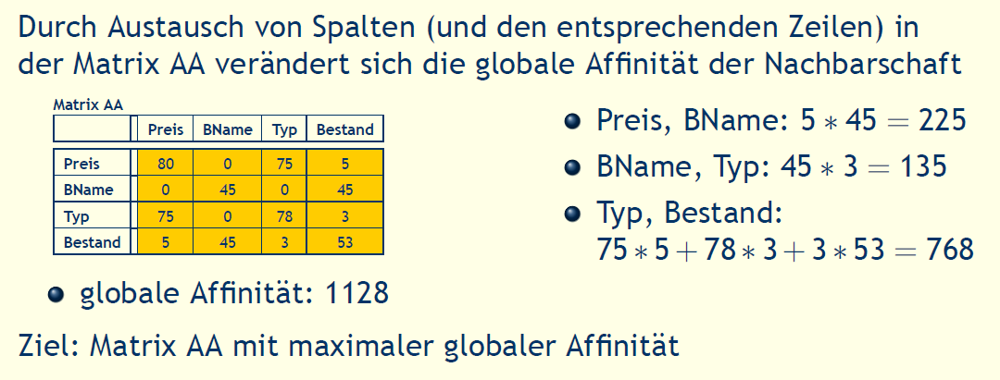 Durch Austausch von Spalten (und den entsprechenden Zeilen) in
der Matrix AA verändert sich die globale Affinität der Nachbarschaft
Matrix AA
Preis BName Typ Bestand
Preis 80 0 75 5
BName 0 45 0 45
Typ 75 0 78 3
Bestand 5 45 3 53
globale Affinität: 1128
Preis, BName: 5 ∗ 45 = 225
BName, Typ: 45 ∗ 3 = 135
Typ, Bestand:
75 ∗ 5 + 78 ∗ 3 + 3 ∗ 53 = 768
Ziel: Matrix AA mit maximaler globaler Affinität